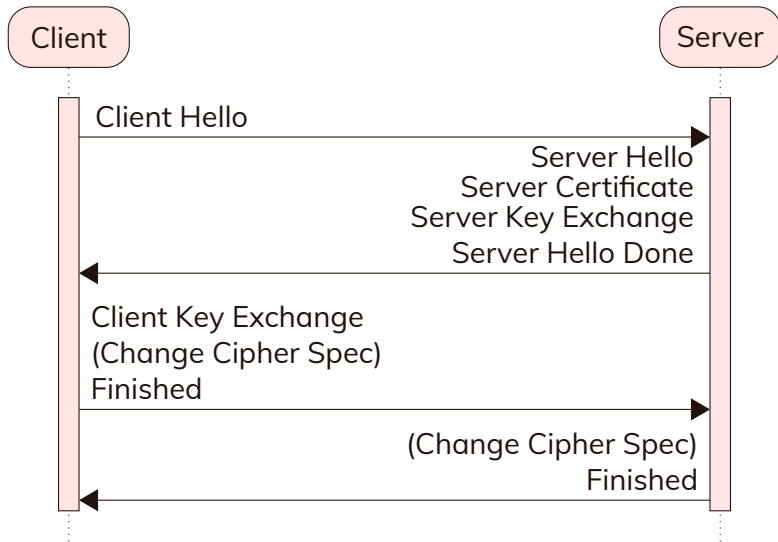 Client
Server
Client Hello
Server Hello
Server Certificate
Server Key Exchange
Server Hello Done
Client Key Exchange
(Change Cipher Spec)
Finished
(Change Cipher Spec)
Finished